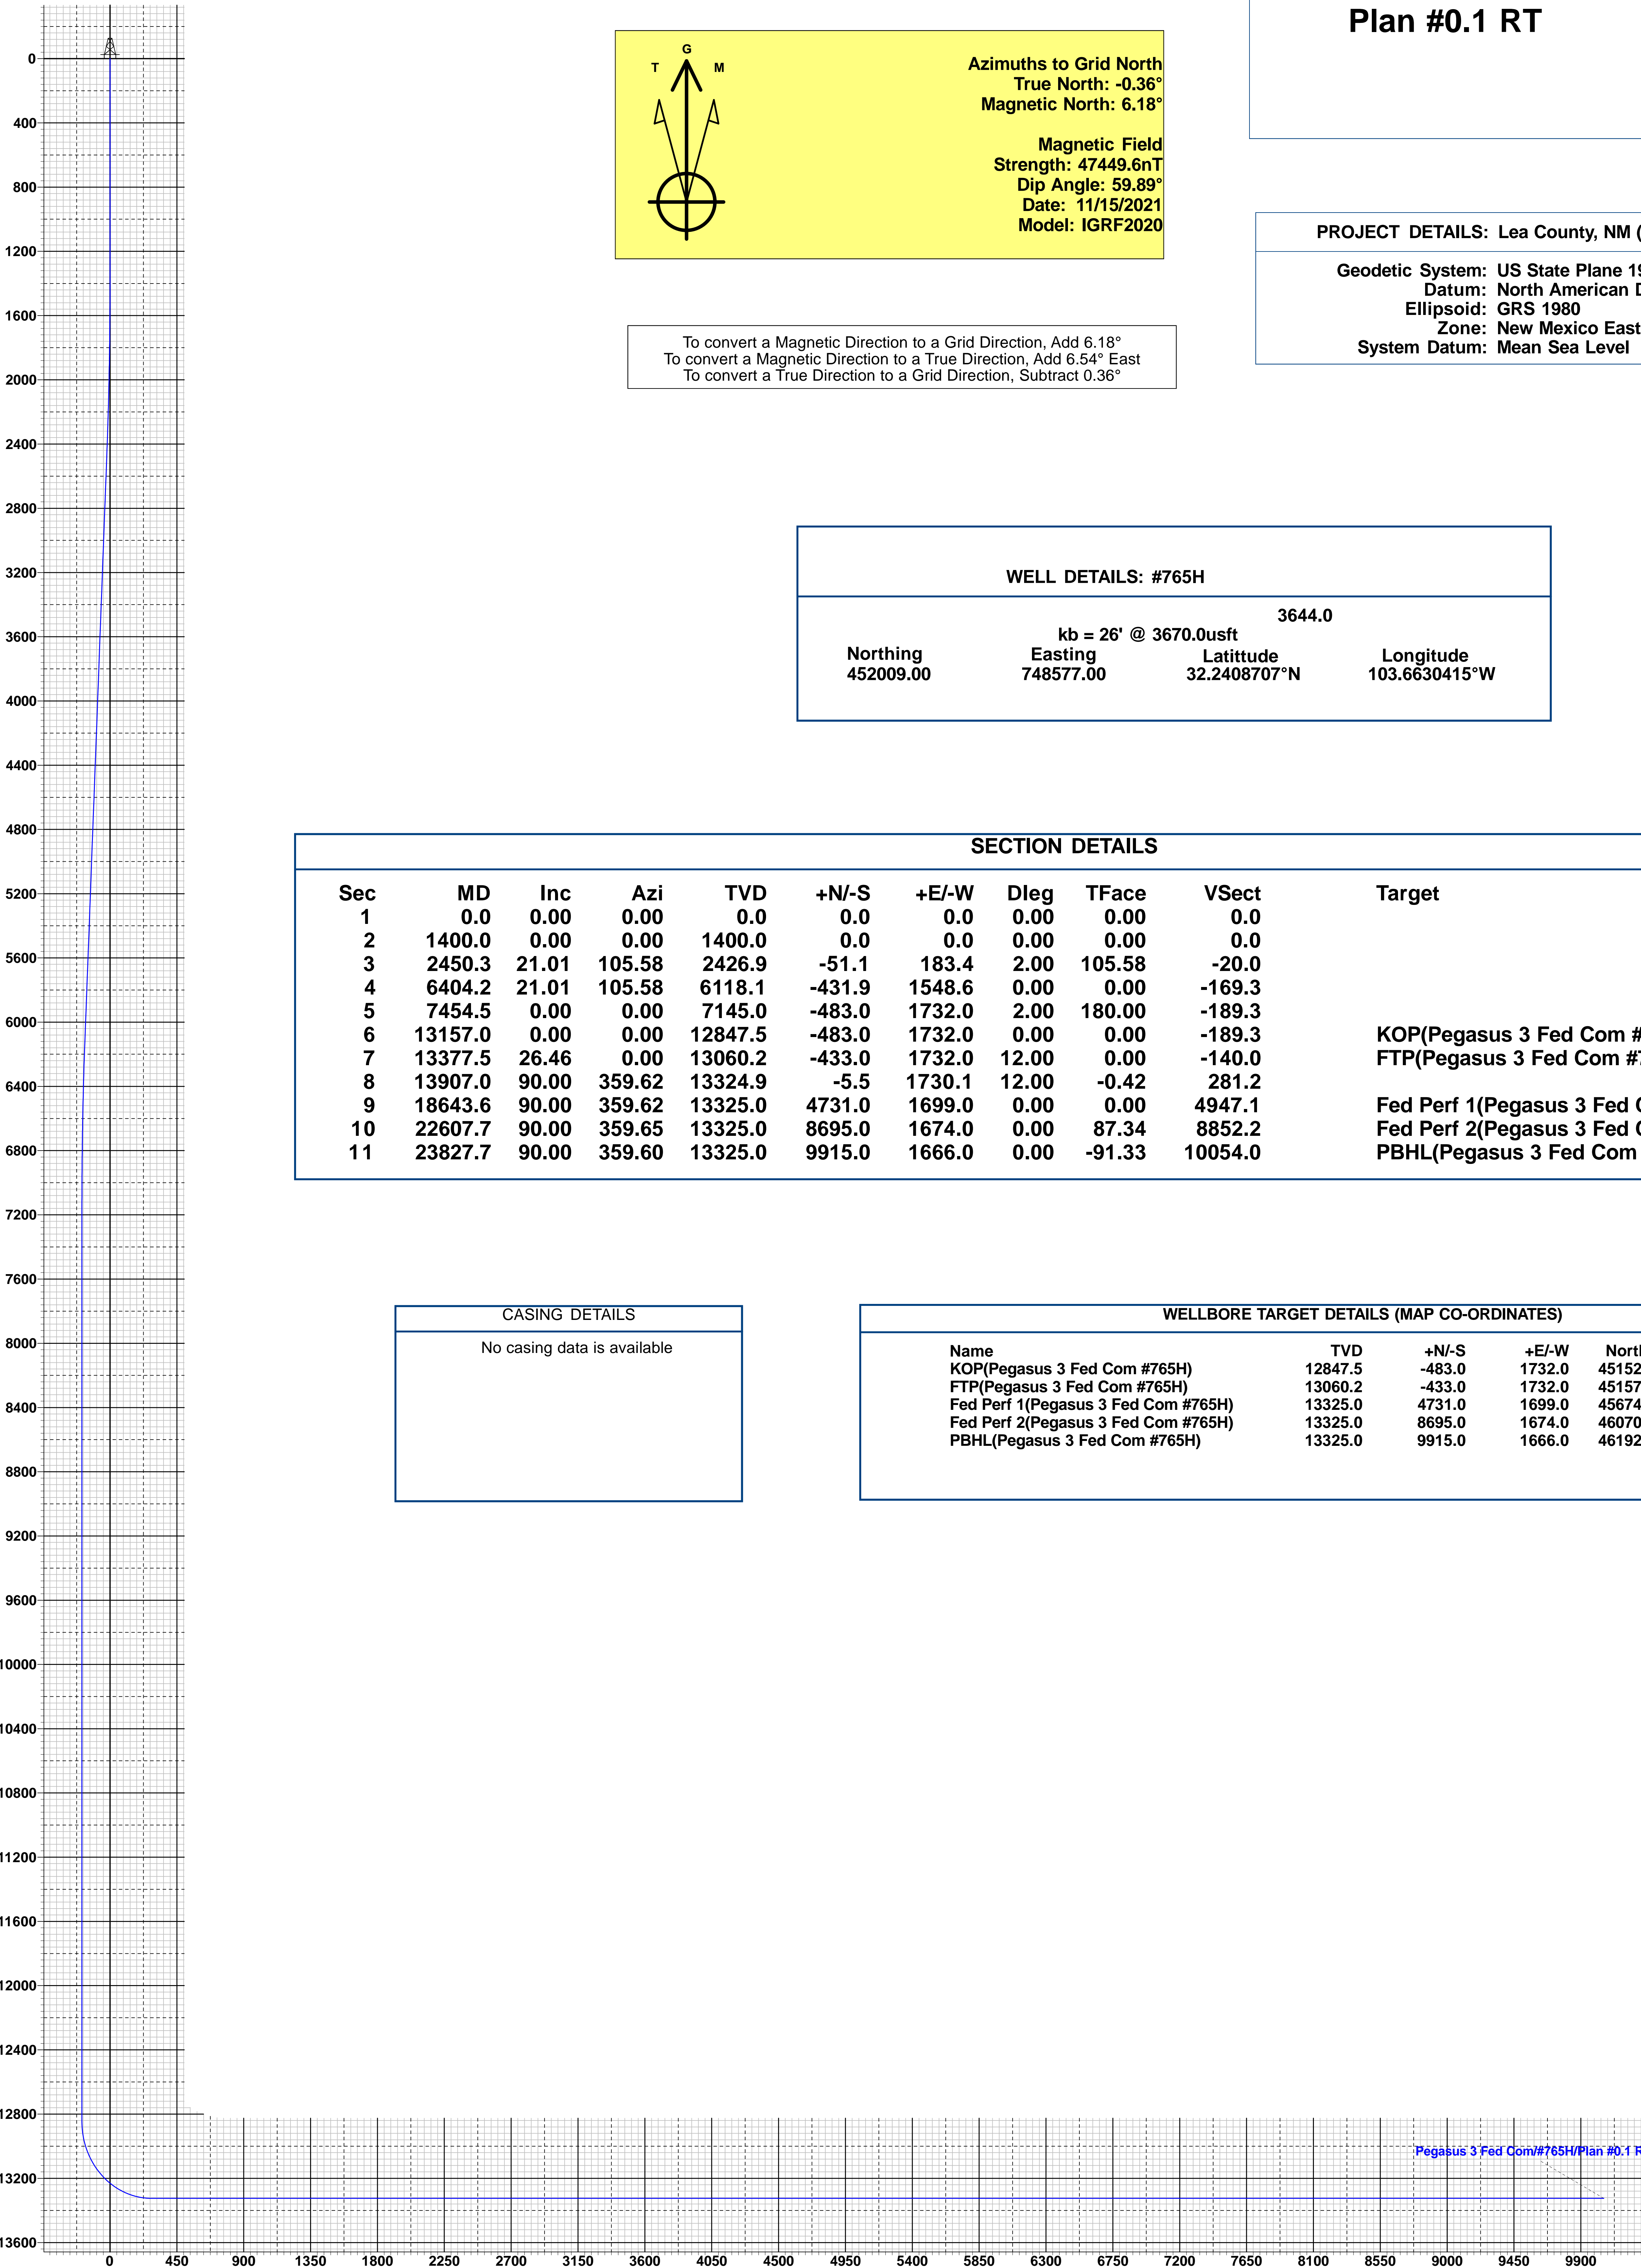 Plan #0.1 RT
G
T M
Azimuths to Grid North
True North: -0.36°
Magnetic North: 6.18°
Magnetic Field
Strength: 47449.6nT
Dip Angle: 59.89°
Date: 11/15/2021
Model: IGRF2020
PROJECT DETAILS: Lea County, NM (
Geodetic System: US State Plane 19
Datum: North American D
Ellipsoid: GRS 1980
Zone: New Mexico East
System Datum: Mean Sea Level
To convert a Magnetic Direction to a Grid Direction, Add 6.18°
To convert a Magnetic Direction to a True Direction, Add 6.54° East
To convert a True Direction to a Grid Direction, Subtract 0.36°
WELL DETAILS: #765H
3644.0
kb = 26' @ 3670.0usft
Northing Easting Latittude Longitude
452009.00 748577.00 32.2408707°N 103.6630415°W
SECTION DETAILS
Sec MD Inc Azi TVD +N/-S +E/-W Dleg TFace VSect Target
1 0.0 0.00 0.00 0.0 0.0 0.0 0.00 0.00 0.0
2 1400.0 0.00 0.00 1400.0 0.0 0.0 0.00 0.00 0.0
3 2450.3 21.01 105.58 2426.9 -51.1 183.4 2.00 105.58 -20.0
4 6404.2 21.01 105.58 6118.1 -431.9 1548.6 0.00 0.00 -169.3
5 7454.5 0.00 0.00 7145.0 -483.0 1732.0 2.00 180.00 -189.3
6 13157.0 0.00 0.00 12847.5 -483.0 1732.0 0.00 0.00 -189.3 KOP(Pegasus 3 Fed Com #
7 13377.5 26.46 0.00 13060.2 -433.0 1732.0 12.00 0.00 -140.0 FTP(Pegasus 3 Fed Com #7
8 13907.0 90.00 359.62 13324.9 -5.5 1730.1 12.00 -0.42 281.2
9 18643.6 90.00 359.62 13325.0 4731.0 1699.0 0.00 0.00 4947.1 Fed Perf 1(Pegasus 3 Fed C
10 22607.7 90.00 359.65 13325.0 8695.0 1674.0 0.00 87.34 8852.2 Fed Perf 2(Pegasus 3 Fed C
11 23827.7 90.00 359.60 13325.0 9915.0 1666.0 0.00 -91.33 10054.0 PBHL(Pegasus 3 Fed Com
CASING DETAILS
No casing data is available
WELLBORE TARGET DETAILS (MAP CO-ORDINATES)
Name TVD +N/-S +E/-W North
KOP(Pegasus 3 Fed Com #765H) 12847.5 -483.0 1732.0 45152
FTP(Pegasus 3 Fed Com #765H) 13060.2 -433.0 1732.0 45157
Fed Perf 1(Pegasus 3 Fed Com #765H) 13325.0 4731.0 1699.0 45674
Fed Perf 2(Pegasus 3 Fed Com #765H) 13325.0 8695.0 1674.0 46070
PBHL(Pegasus 3 Fed Com #765H) 13325.0 9915.0 1666.0 46192
0
400
800
1200
1600
2000
2400
2800
3200
3600
4000
4400
4800
5200
5600
6000
6400
6800
7200
7600
8000
8400
8800
9200
9600
10000
10400
10800
11200
11600
12000
12400
12800
13200
13600
Pegasus 3 Fed Com/#765H/Plan #0.1 R
0 450 900 1350 1800 2250 2700 3150 3600 4050 4500 4950 5400 5850 6300 6750 7200 7650 8100 8550 9000 9450 9900